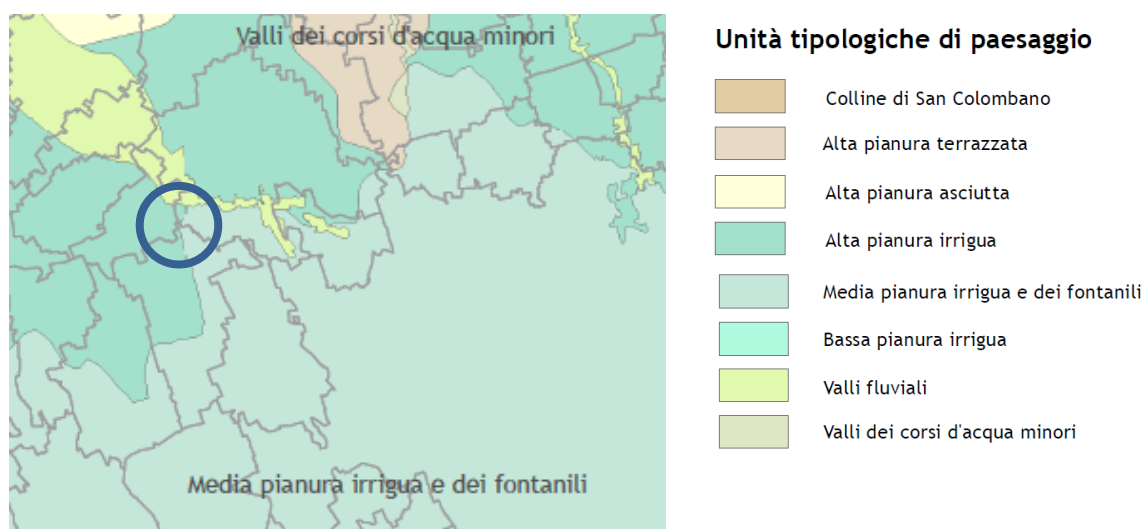 Valli dei corsi d'acqua minori
Media pianura irrigua e dei fontanili
Unità tipologiche di paesaggio
Colline di San Colombano
Alta pianura terrazzata
Alta pianura asciutta
Alta pianura irrigua
Media pianura irrigua e dei fontanili
Bassa pianura irrigua
Valli fluviali
Valli dei corsi d'acqua minori